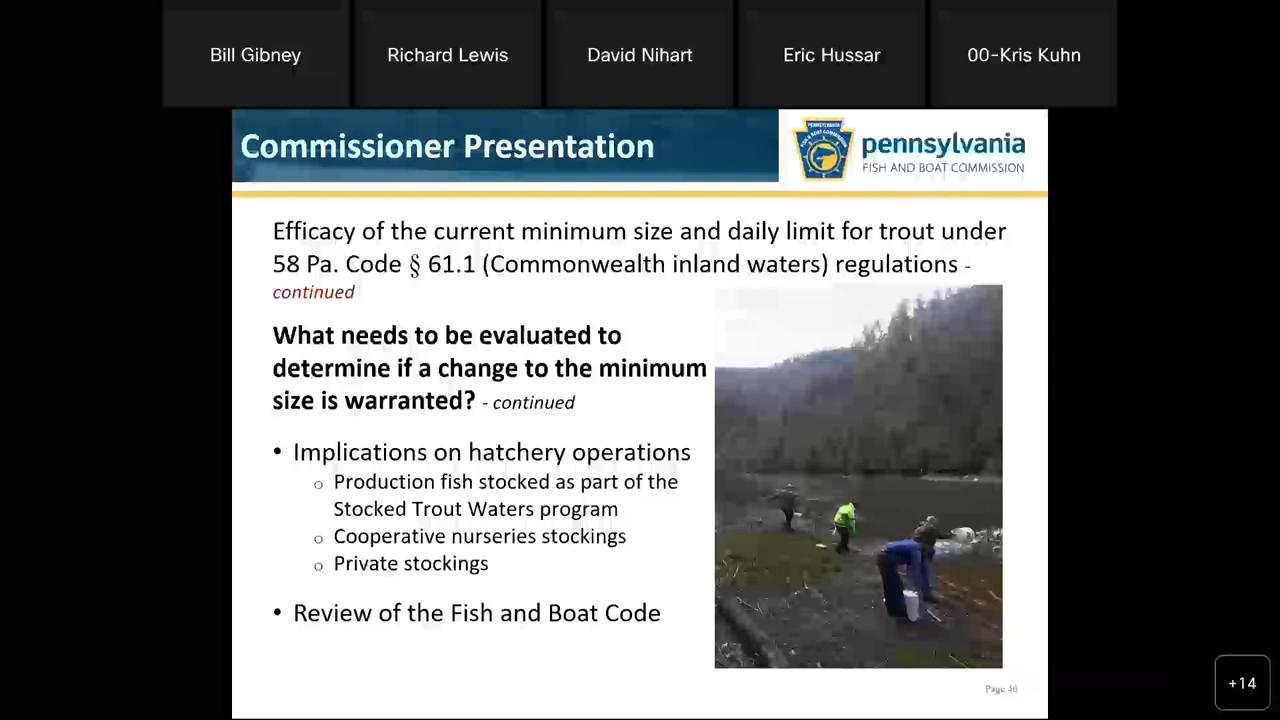 Bill Gibney
Richard Lewis
David Nihart
Eric Hussar
00-Kris Kuhn
Commissioner Presentation
pennsylvania
FISH AND BOAT COMMISSION
Efficacy of the current minimum size and daily limit for trout under
58 Pa. Code § 61.1 (Commonwealth inland waters) regulations -
continued
What needs to be evaluated to
determine if a change to the minimum
size is warranted? - continued
• Implications on hatchery operations
o Production fish stocked as part of the
Stocked Trout Waters program
o Cooperative nurseries stockings
o Private stockings
• Review of the Fish and Boat Code
Page 46
+14